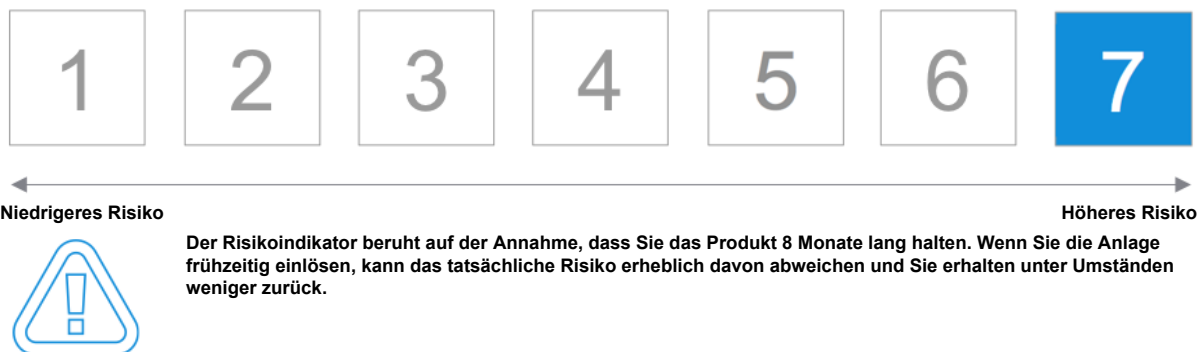 1 2 3 4 5 6 7
Niedrigeres Risiko Höheres Risiko
Der Risikoindikator beruht auf der Annahme, dass Sie das Produkt 8 Monate lang halten. Wenn Sie die Anlage
frühzeitig einlösen, kann das tatsächliche Risiko erheblich davon abweichen und Sie erhalten unter Umständen
weniger zurück.